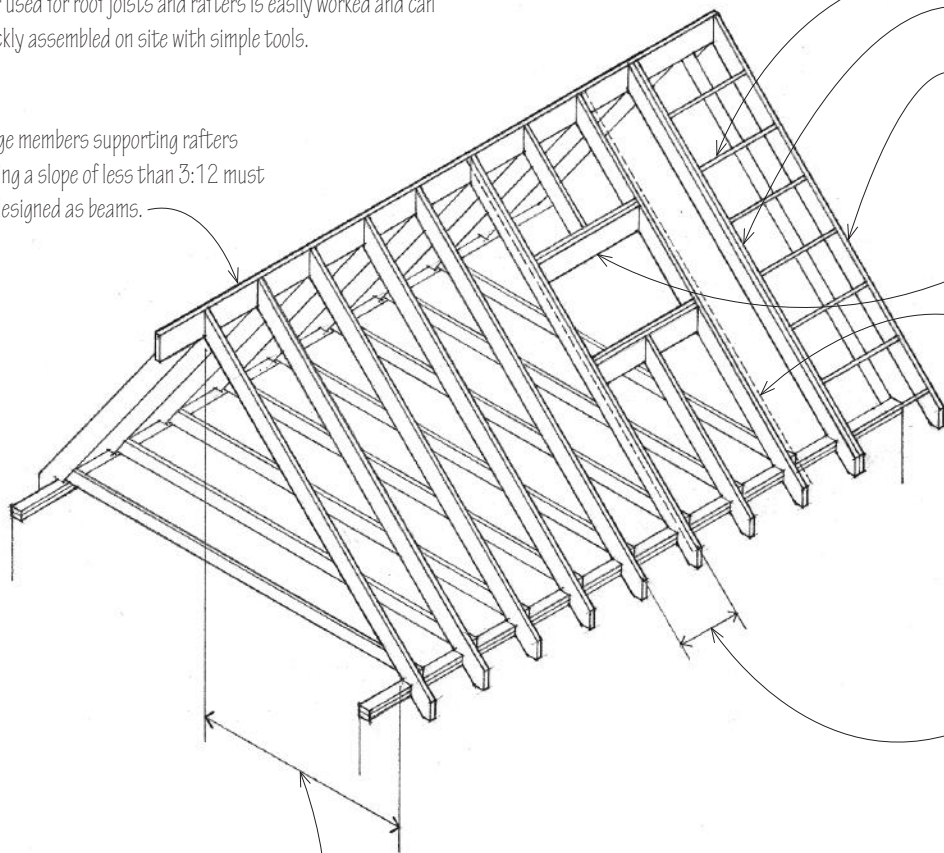 used for roof joists and rafters is easily worked and can
kly assembled on site with simple tools.
ge members supporting rafters
ng a slope of less than 3:12 must
esigned as beams.